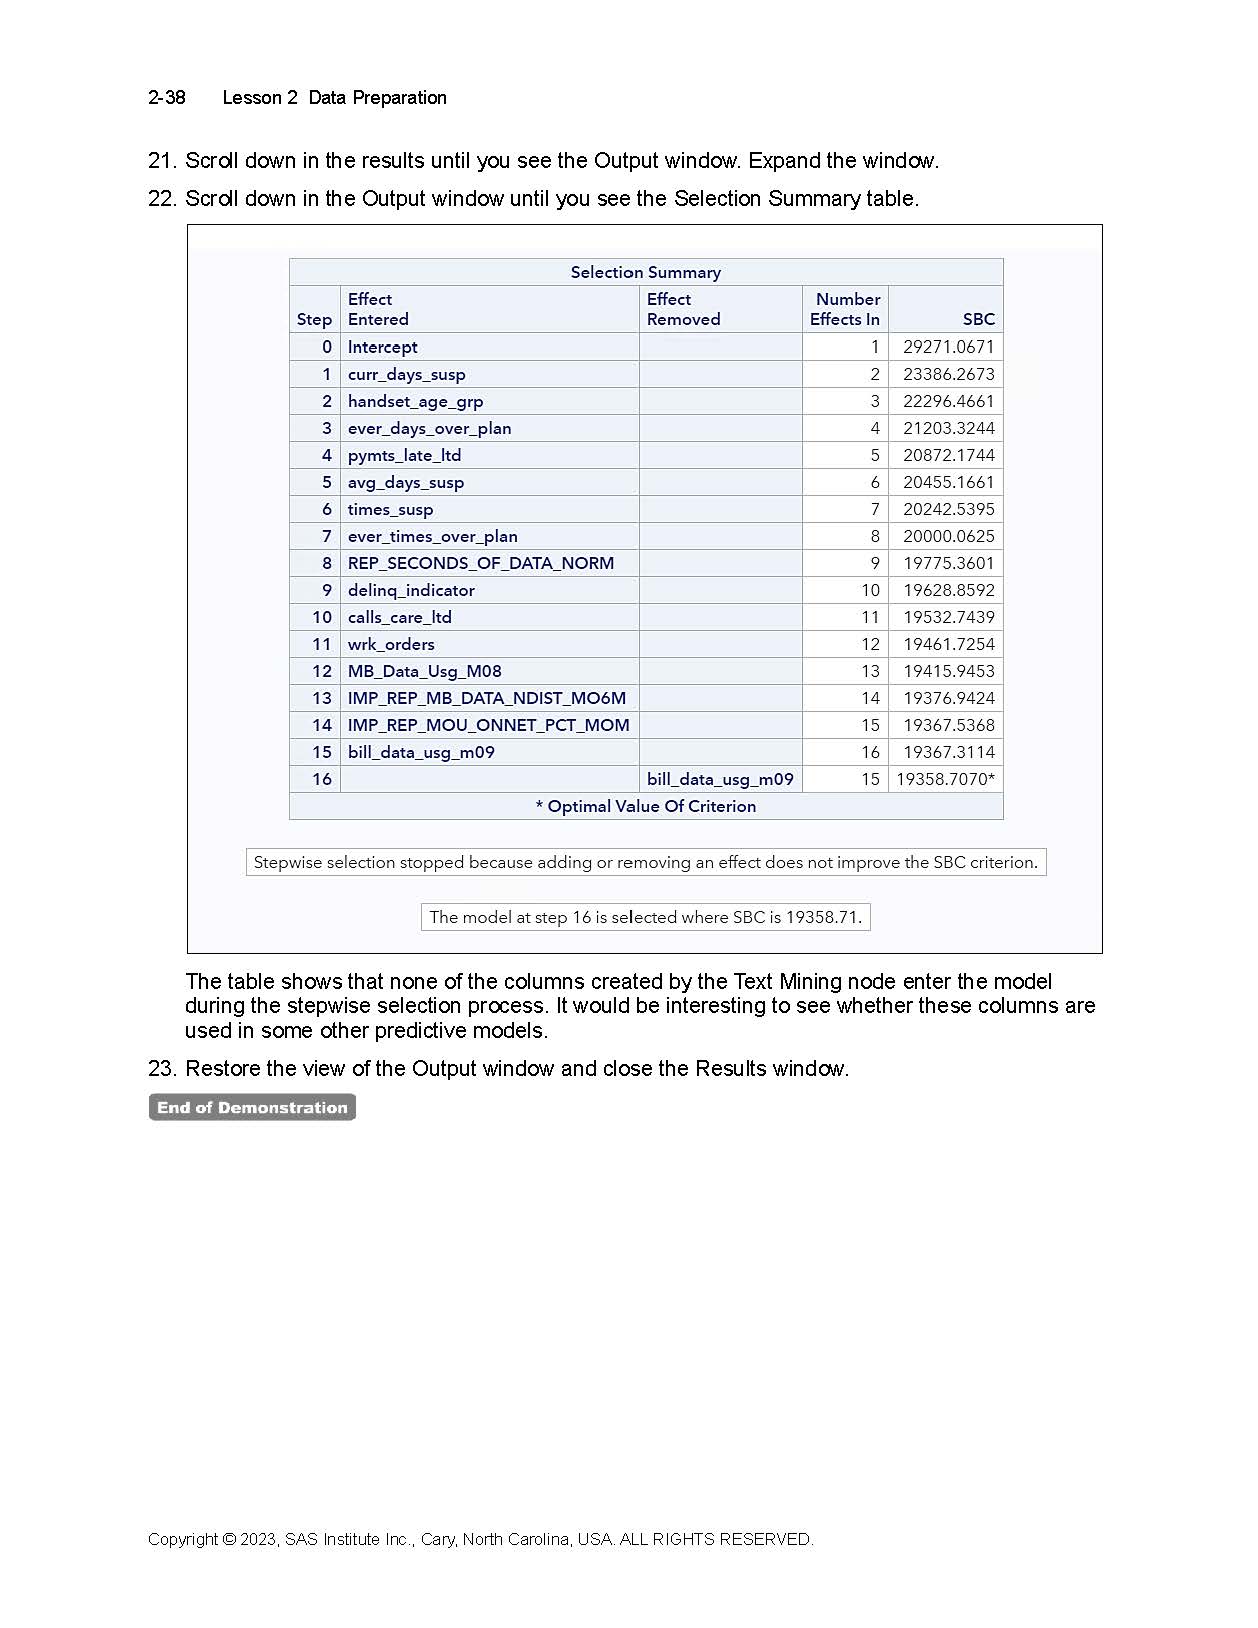 2-38 Lesson 2 Data Preparation
21. Scroll down in the results until you see the Output window. Expand the window.
22. Scroll down in the Output window until you see the Selection Summary table.
Selection Summary
Step Effect Entered Effect Removed Number Effects In SBC
0 Intercept 1 29271.0671
1 curr_days_susp 2 23386.2673
2 handset_age_grp 3 22296.4661
3 ever_days_over_plan 4 21203.3244
4 pymts_late_ltd 5 20872.1744
5 avg_days_susp 6 20455.1661
6 times_susp 7 20242.5395
7 ever_times_over_plan 8 20000.0625
8 REP_SECONDS_OF_DATA_NORM 9 19775.3601
9 delinq_indicator 10 19628.8592
10 calls_care_ltd 11 19532.7439
11 wrk_orders 12 19461.7254
12 MB_Data_Usg_M08 13 19415.9453
13 IMP_REP_MB_DATA_NDIST_MO6M 14 19376.9424
14 IMP_REP_MOU_ONNET_PCT_MOM 15 19367.5368
15 bill_data_usg_m09 16 19367.3114
16 bill_data_usg_m09 15 19358.7070*
* Optimal Value Of Criterion
Stepwise selection stopped because adding or removing an effect does not improve the SBC criterion.
The model at step 16 is selected where SBC is 19358.71.
The table shows that none of the columns created by the Text Mining node enter the model
during the stepwise selection process. It would be interesting to see whether these columns are
used in some other predictive models.
23. Restore the view of the Output window and close the Results window.
End of Demonstration
Copyright © 2023, SAS Institute Inc., Cary, North Carolina, USA. ALL RIGHTS RESERVED.